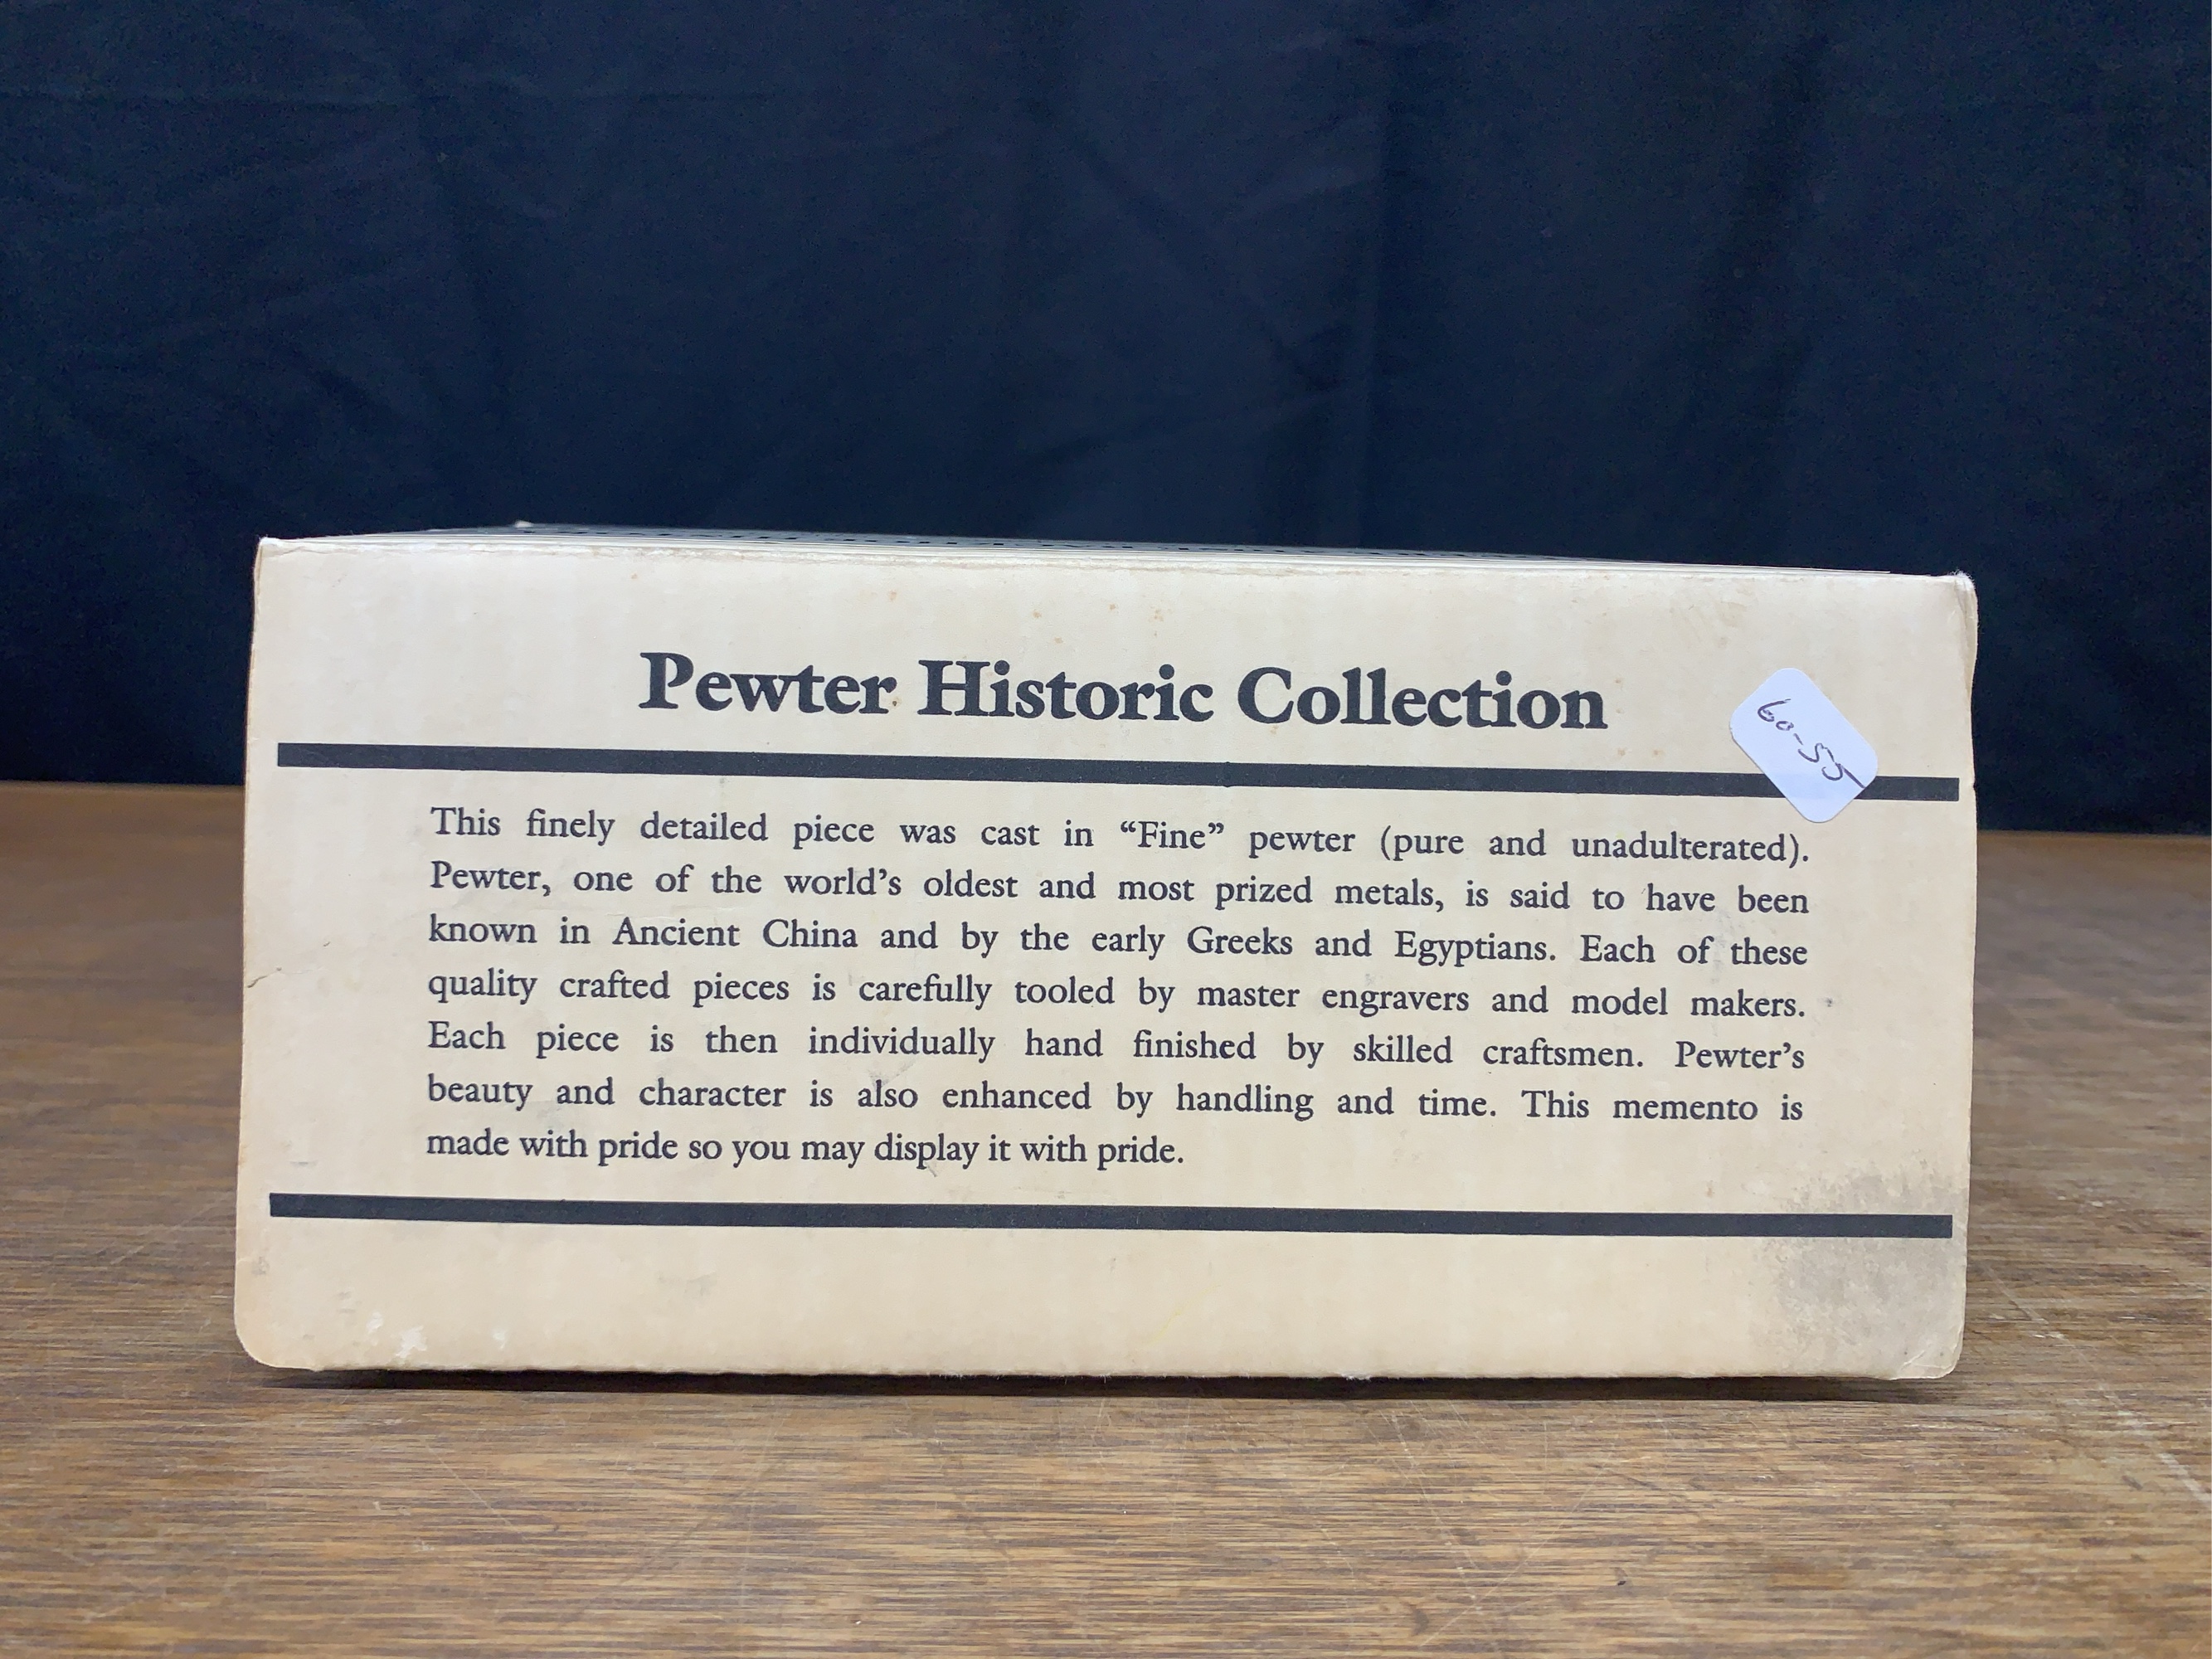 Pewter Historic Collection
60-55
This finely detailed piece was cast in “Fine” pewter (pure and unadulterated).
Pewter, one of the world’s oldest and most prized metals, is said to have been
known in Ancient China and by the early Greeks and Egyptians. Each of these
quality crafted pieces is carefully tooled by master engravers and model makers.
Each piece is then individually hand finished by skilled craftsmen. Pewter’s
beauty and character is also enhanced by handling and time. This memento is
made with pride so you may display it with pride.